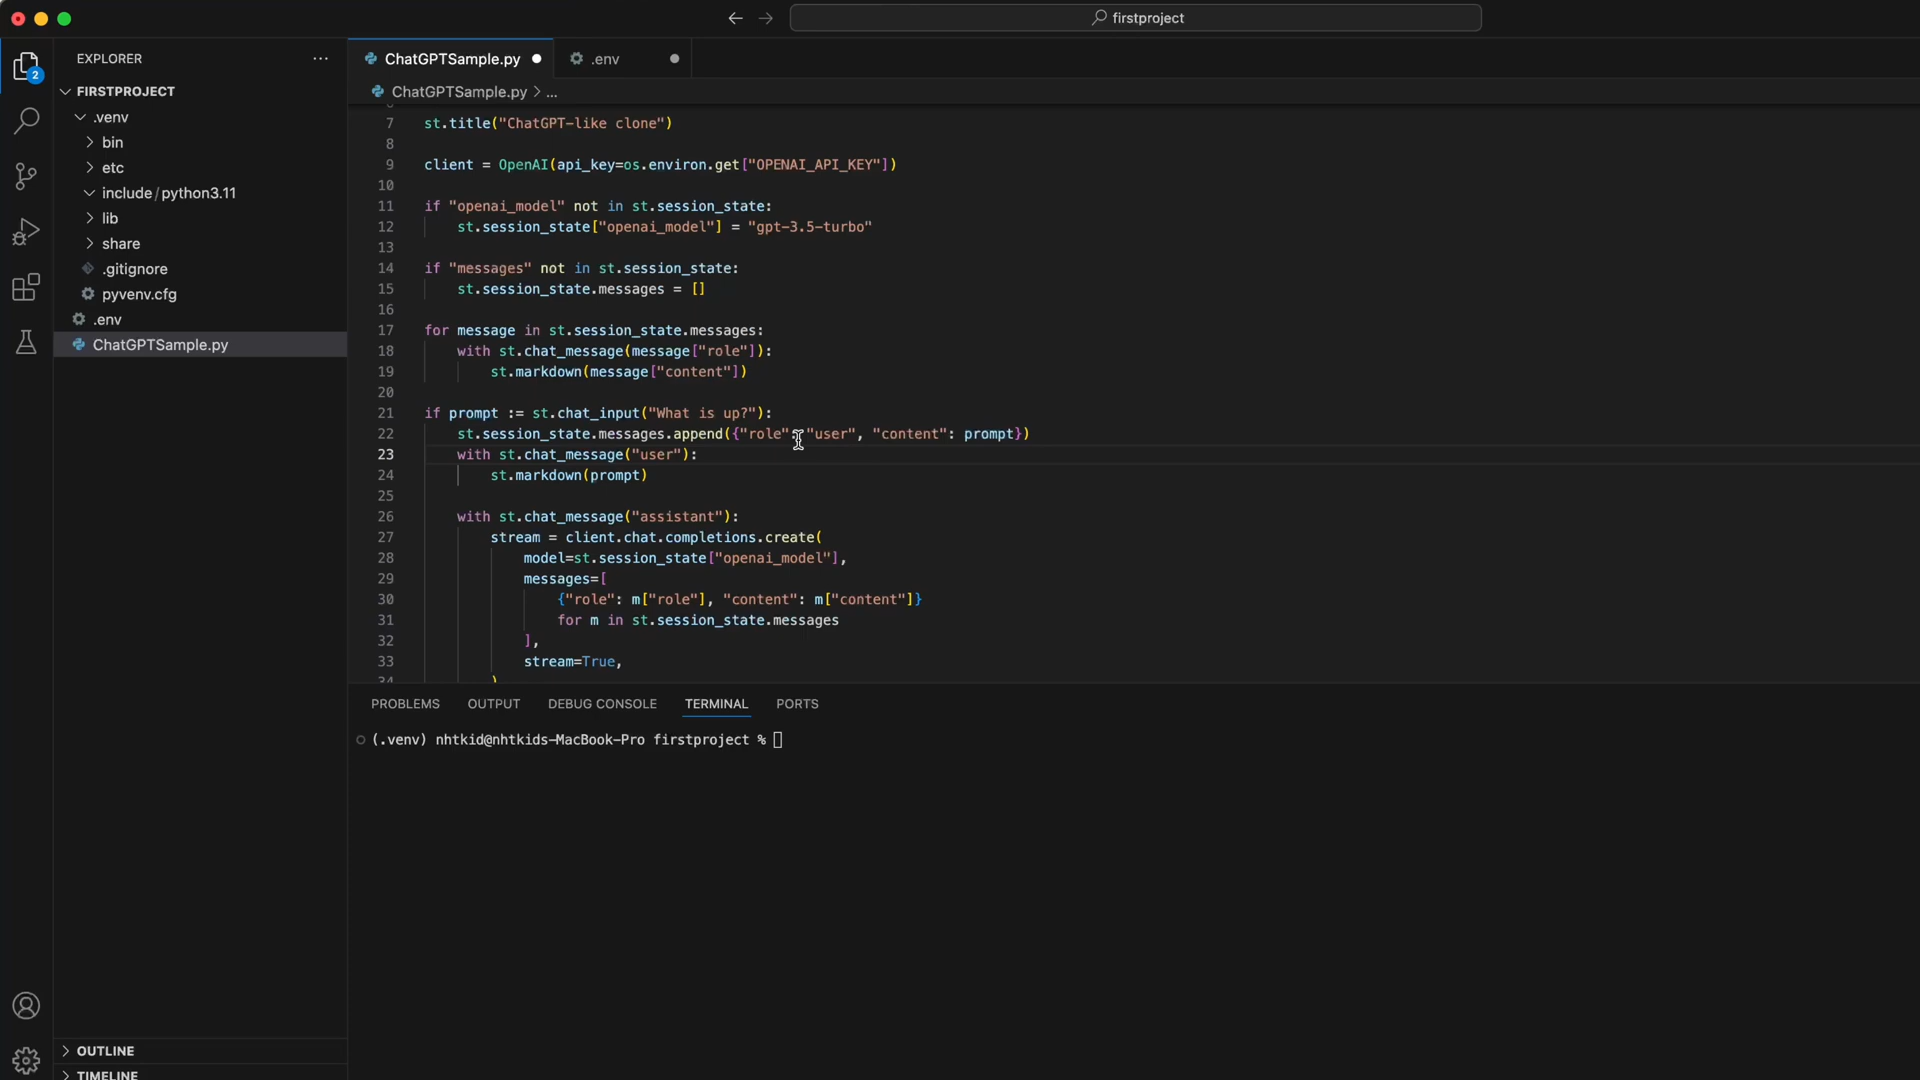 firstproject
EXPLORER
ChatGPTSample.py
.env
FIRSTPROJECT
ChatGPTSample.py > ...
.venv
bin
etc
include/python3.11
lib
share
.gitignore
pyvenv.cfg
.env
ChatGPTSample.py
2
7 st.title("ChatGPT-like clone")
8
9 client = OpenAI(api_key=os.environ.get["OPENAI_API_KEY"])
10
11 if "openai_model" not in st.session_state:
12 st.session_state["openai_model"] = "gpt-3.5-turbo"
13
14 if "messages" not in st.session_state:
15 st.session_state.messages = []
16
17 for message in st.session_state.messages:
18 with st.chat_message(message["role"]):
19 st.markdown(message["content"])
20
21 if prompt := st.chat_input("What is up?"):
22 st.session_state.messages.append({"role": "user", "content": prompt})
23 with st.chat_message("user"):
24 st.markdown(prompt)
25
26 with st.chat_message("assistant"):
27 stream = client.chat.completions.create(
28 model=st.session_state["openai_model"],
29 messages=[
30 {"role": m["role"], "content": m["content"]}
31 for m in st.session_state.messages
32 ],
33 stream=True,
34 )
PROBLEMS OUTPUT DEBUG CONSOLE TERMINAL PORTS
(.venv) nhtkid@nhtkids-MacBook-Pro firstproject %
OUTLINE
TIMELINE